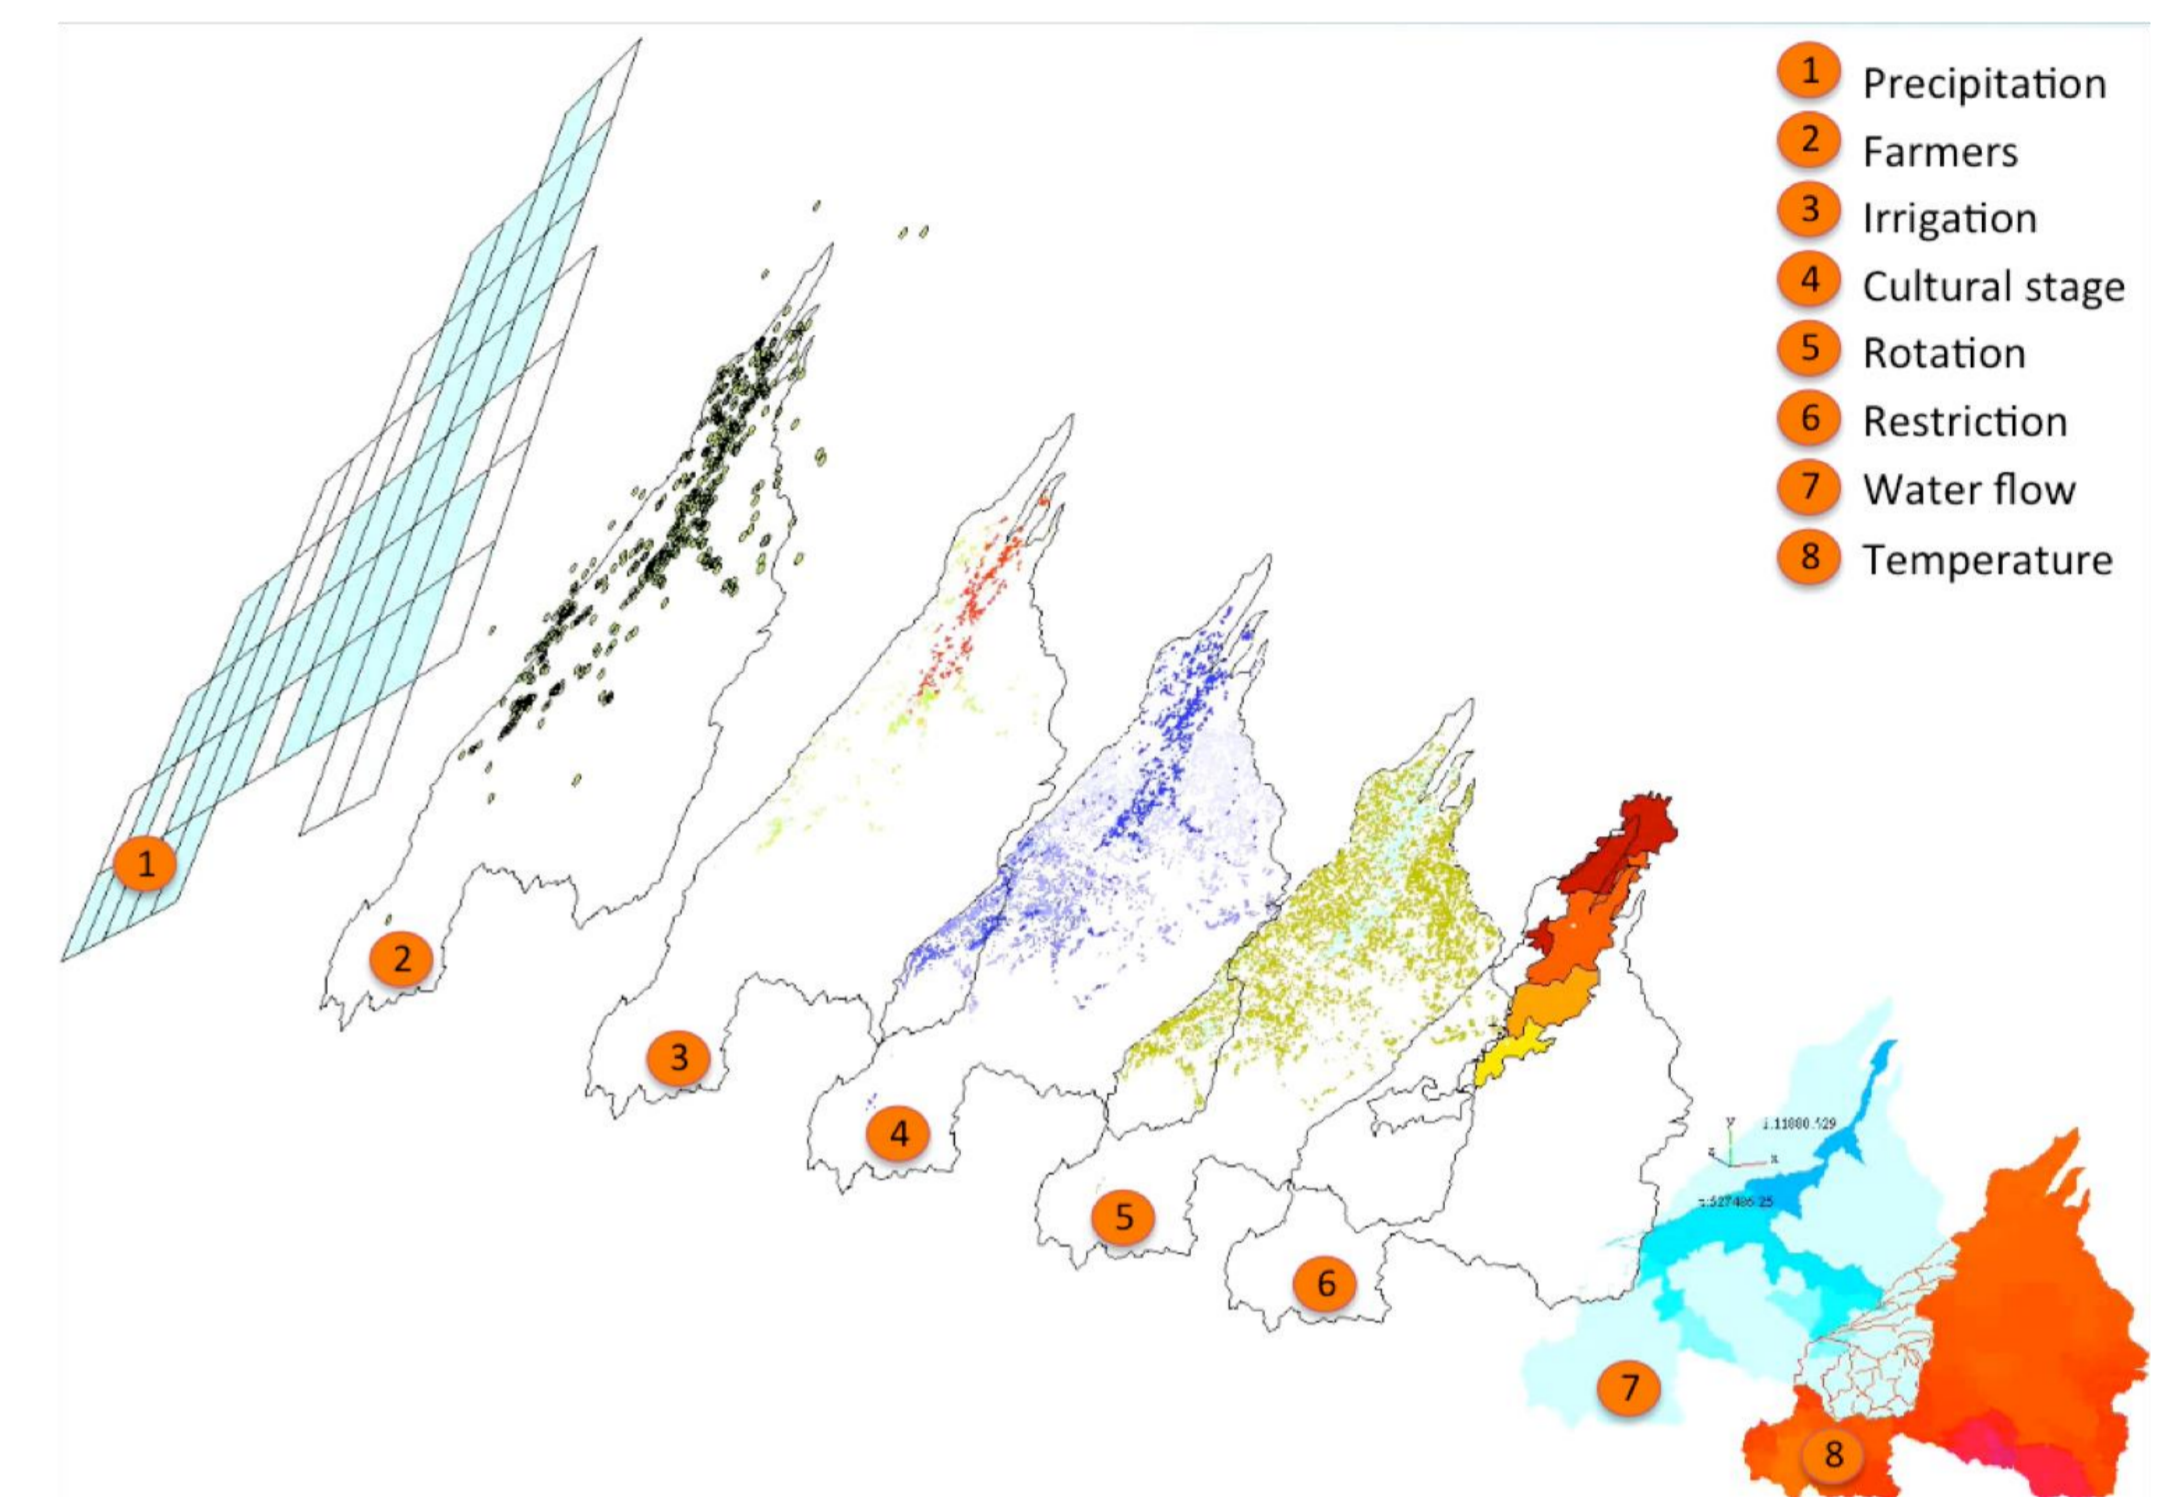 1 Precipitation
2 Farmers
3 Irrigation
4 Cultural stage
5 Rotation
6 Restriction
7 Water flow
8 Temperature
1
2
3
4
5
6
y
z
x
7
8